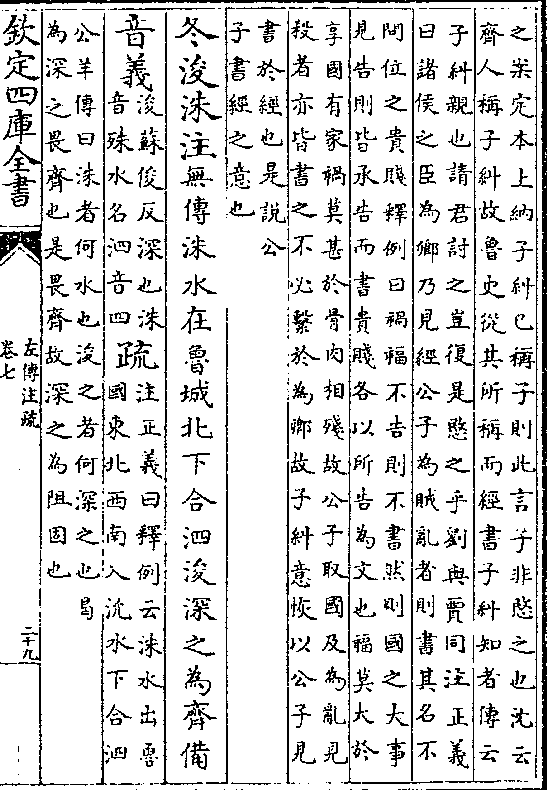 之案定本上納子糾已稱子則此言子非愍之也沈云
齊人稱子糾故魯史從其所稱而經書子糾知者傳云
子糾親也請君討之豈復是愍之乎劉與賈同注正義
曰諸侯之臣為卿乃見經公子為賊亂者則書其名不
問位之貴賤釋例曰禍福不告則不書然則國之大事
見告則皆承告而書貴賤各以所告為文也福莫大於
享國有家禍莫甚於骨肉相殘故公子取國及為亂見
殺者亦皆書之不必繫於為卿故子糾意恢以公子見
書於經也是說公
子書經之意也
冬浚洙注無傳洙水在魯城北下合泗浚深之為齊備
音義
浚蘇俊反深也洙
音殊水名泗音四
疏
注正義曰釋例云洙水出魯
國東北西南入沇水下合泗
公羊傳曰洙者何水也浚之者何深之也曷
為深之畏齊也是畏齊故深之為阻固也
欽定四庫全書
左傳注疏
卷七
二十九